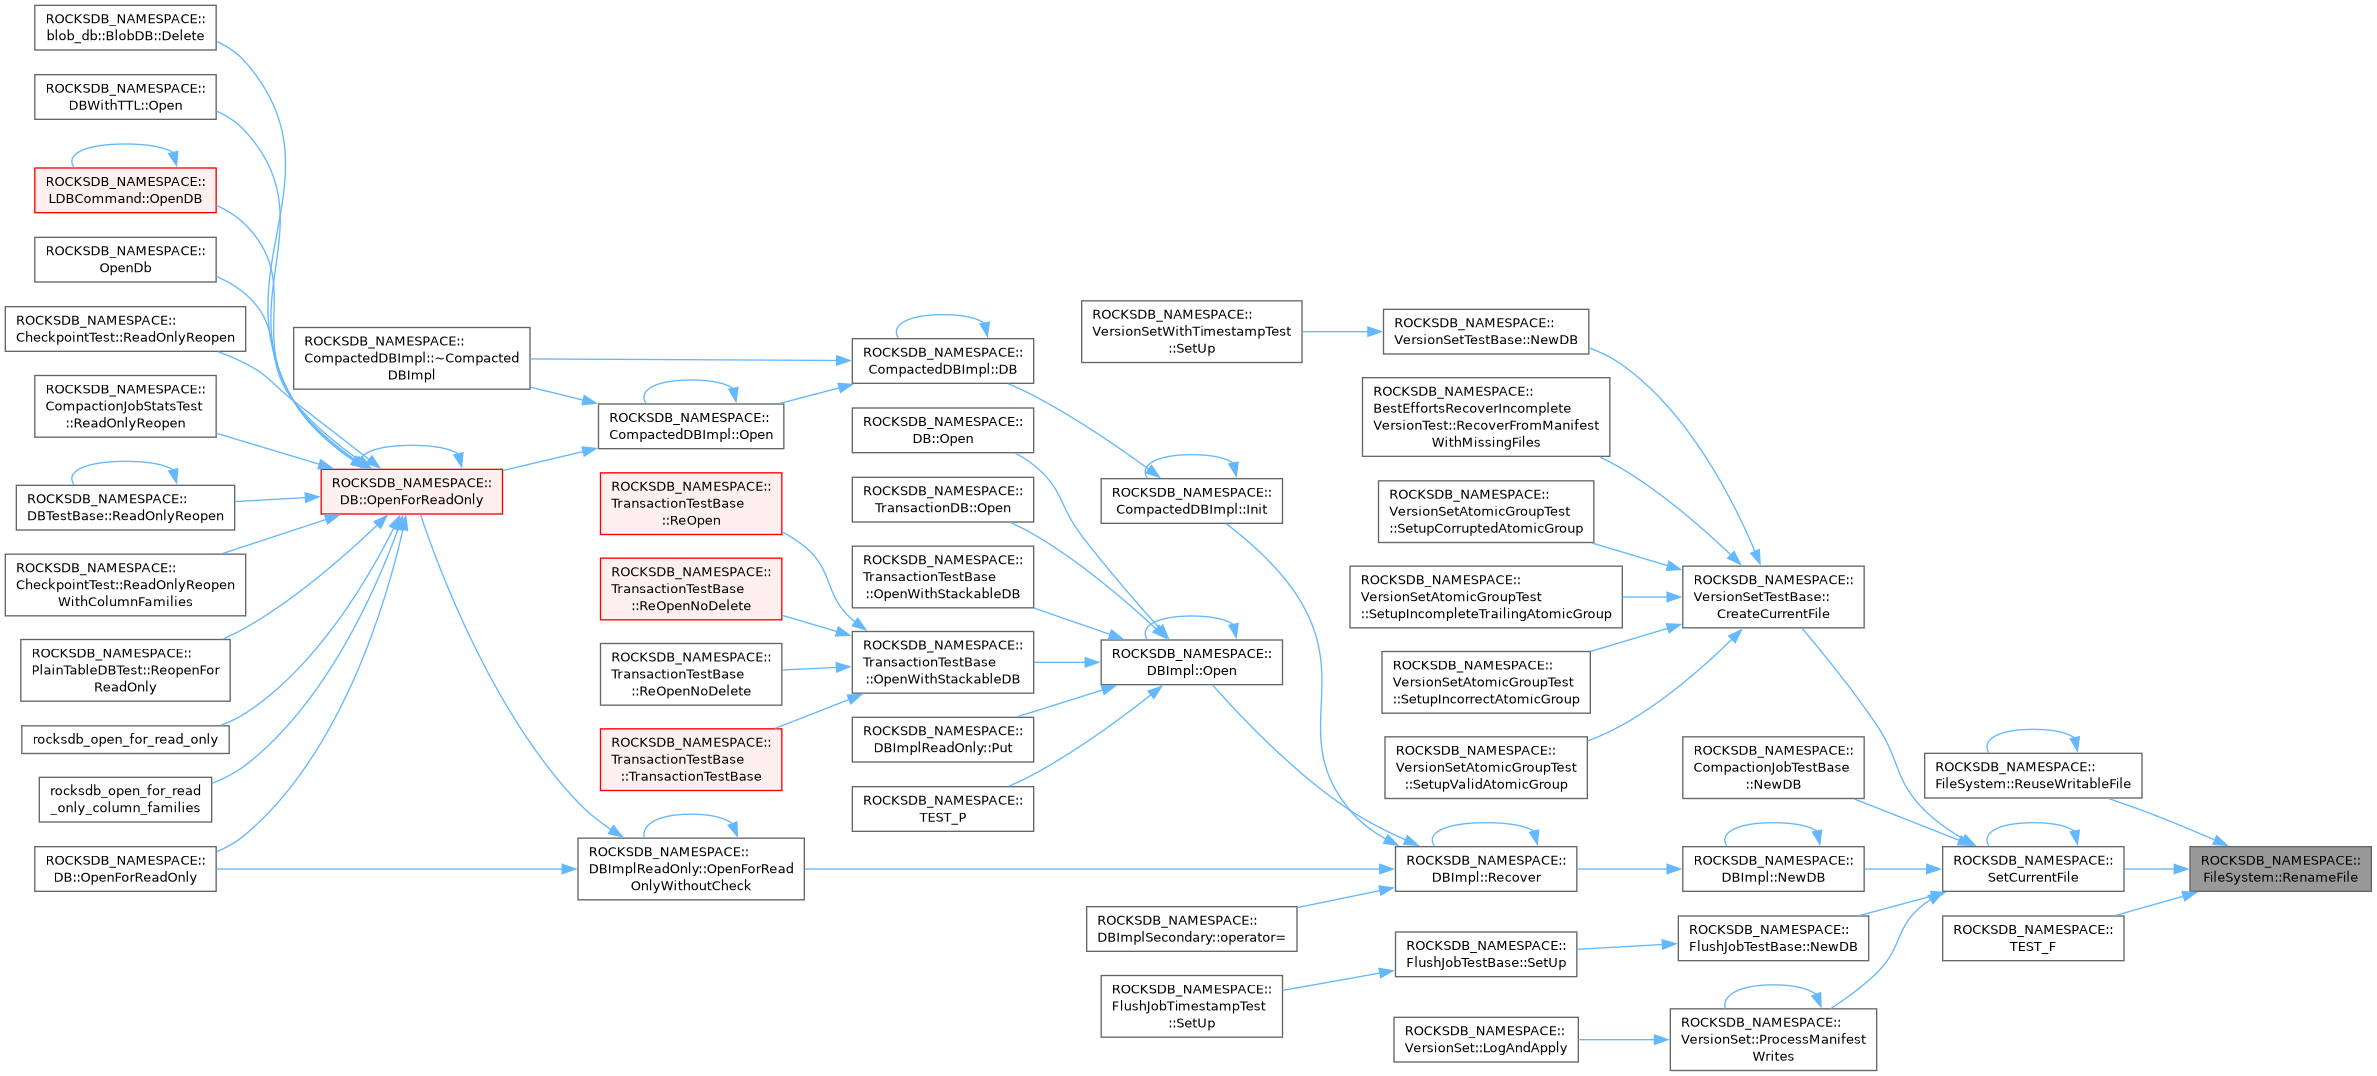 ROCKSDB_NAMESPACE::
blob_db::BlobDB::Delete
ROCKSDB_NAMESPACE::
DBWithTTL::Open
ROCKSDB_NAMESPACE::
LDBCommand::OpenDB
ROCKSDB_NAMESPACE::
OpenDb
ROCKSDB_NAMESPACE::
CheckpointTest::ReadOnlyReopen
ROCKSDB_NAMESPACE::
CompactionJobStatsTest
::ReadOnlyReopen
ROCKSDB_NAMESPACE::
DBTestBase::ReadOnlyReopen
ROCKSDB_NAMESPACE::
CheckpointTest::ReadOnlyReopen
WithColumnFamilies
ROCKSDB_NAMESPACE::
PlainTableDBTest::ReopenFor
ReadOnly
rocksdb_open_for_read_only
rocksdb_open_for_read
_only_column_families
ROCKSDB_NAMESPACE::
DB::OpenForReadOnly
ROCKSDB_NAMESPACE::
CompactedDBImpl::~Compacted
DBImpl
ROCKSDB_NAMESPACE::
DB::OpenForReadOnly
ROCKSDB_NAMESPACE::
CompactedDBImpl::Open
ROCKSDB_NAMESPACE::
TransactionTestBase
::ReOpen
ROCKSDB_NAMESPACE::
TransactionTestBase
::ReOpenNoDelete
ROCKSDB_NAMESPACE::
TransactionTestBase
::ReOpenNoDelete
ROCKSDB_NAMESPACE::
TransactionTestBase
::TransactionTestBase
ROCKSDB_NAMESPACE::
DBImplReadOnly::OpenForRead
OnlyWithoutCheck
ROCKSDB_NAMESPACE::
CompactedDBImpl::DB
ROCKSDB_NAMESPACE::
DB::Open
ROCKSDB_NAMESPACE::
TransactionDB::Open
ROCKSDB_NAMESPACE::
TransactionTestBase
::OpenWithStackableDB
ROCKSDB_NAMESPACE::
TransactionTestBase
::OpenWithStackableDB
ROCKSDB_NAMESPACE::
DBImplReadOnly::Put
ROCKSDB_NAMESPACE::
TEST_P
ROCKSDB_NAMESPACE::
VersionSetWithTimestampTest
::SetUp
ROCKSDB_NAMESPACE::
CompactedDBImpl::Init
ROCKSDB_NAMESPACE::
DBImpl::Open
ROCKSDB_NAMESPACE::
DBImplSecondary::operator=
ROCKSDB_NAMESPACE::
FlushJobTimestampTest
::SetUp
ROCKSDB_NAMESPACE::
VersionSetTestBase::NewDB
ROCKSDB_NAMESPACE::
BestEffortsRecoverIncomplete
VersionTest::RecoverFromManifest
WithMissingFiles
ROCKSDB_NAMESPACE::
VersionSetAtomicGroupTest
::SetupCorruptedAtomicGroup
ROCKSDB_NAMESPACE::
VersionSetAtomicGroupTest
::SetupIncompleteTrailingAtomicGroup
ROCKSDB_NAMESPACE::
VersionSetAtomicGroupTest
::SetupIncorrectAtomicGroup
ROCKSDB_NAMESPACE::
VersionSetAtomicGroupTest
::SetupValidAtomicGroup
ROCKSDB_NAMESPACE::
DBImpl::Recover
ROCKSDB_NAMESPACE::
FlushJobTestBase::SetUp
ROCKSDB_NAMESPACE::
VersionSet::LogAndApply
ROCKSDB_NAMESPACE::
VersionSetTestBase::
CreateCurrentFile
ROCKSDB_NAMESPACE::
CompactionJobTestBase
::NewDB
ROCKSDB_NAMESPACE::
DBImpl::NewDB
ROCKSDB_NAMESPACE::
FlushJobTestBase::NewDB
ROCKSDB_NAMESPACE::
VersionSet::ProcessManifest
Writes
ROCKSDB_NAMESPACE::
FileSystem::ReuseWritableFile
ROCKSDB_NAMESPACE::
SetCurrentFile
ROCKSDB_NAMESPACE::
TEST_F
ROCKSDB_NAMESPACE::
FileSystem::RenameFile